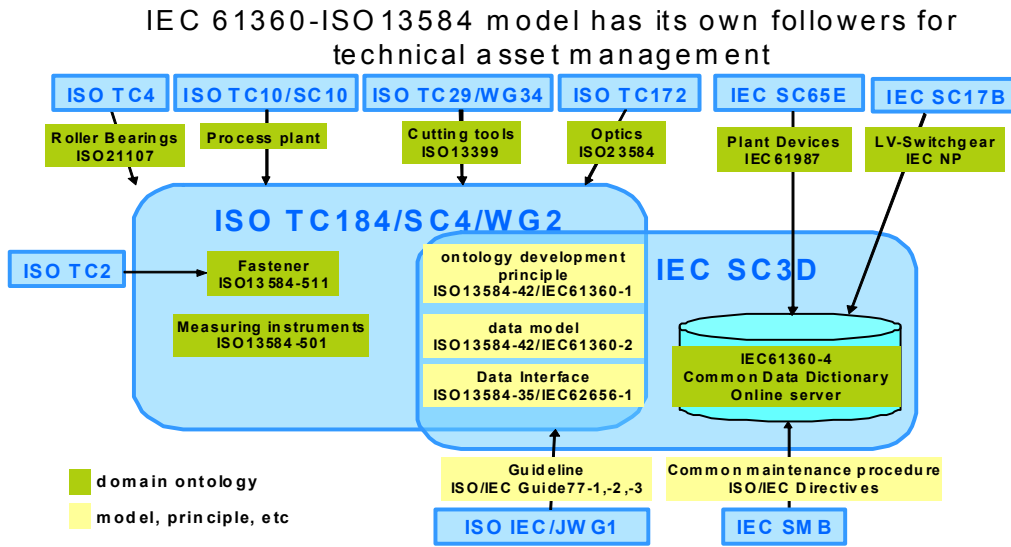 IEC 61360-ISO13584 model has its own followers for
technical asset management
ISO TC4
ISO TC10/SC10
ISO TC29/WG34
ISO TC172
IEC SC65E
IEC SC17B
Roller Bearings
ISO21107
Process plant
Cutting tools
ISO13399
Optics
ISO23584
Plant Devices
IEC61987
LV-Switchgear
IEC NP
ISO TC184/SC4/WG2
ISO TC2
Fastener
ISO13584-511
Measuring instruments
ISO13584-501
ontology development
principle
ISO13584-42/IEC61360-1
data model
ISO13584-42/IEC61360-2
Data Interface
ISO13584-35/IEC62656-1
IEC SC3D
IEC61360-4
Common Data Dictionary
Online server
Guideline
ISO/IEC Guide77-1,-2,-3
Common maintenance procedure
ISO/IEC Directives
domain ontology
model, principle, etc
ISO IEC/JWG1
IEC SMB